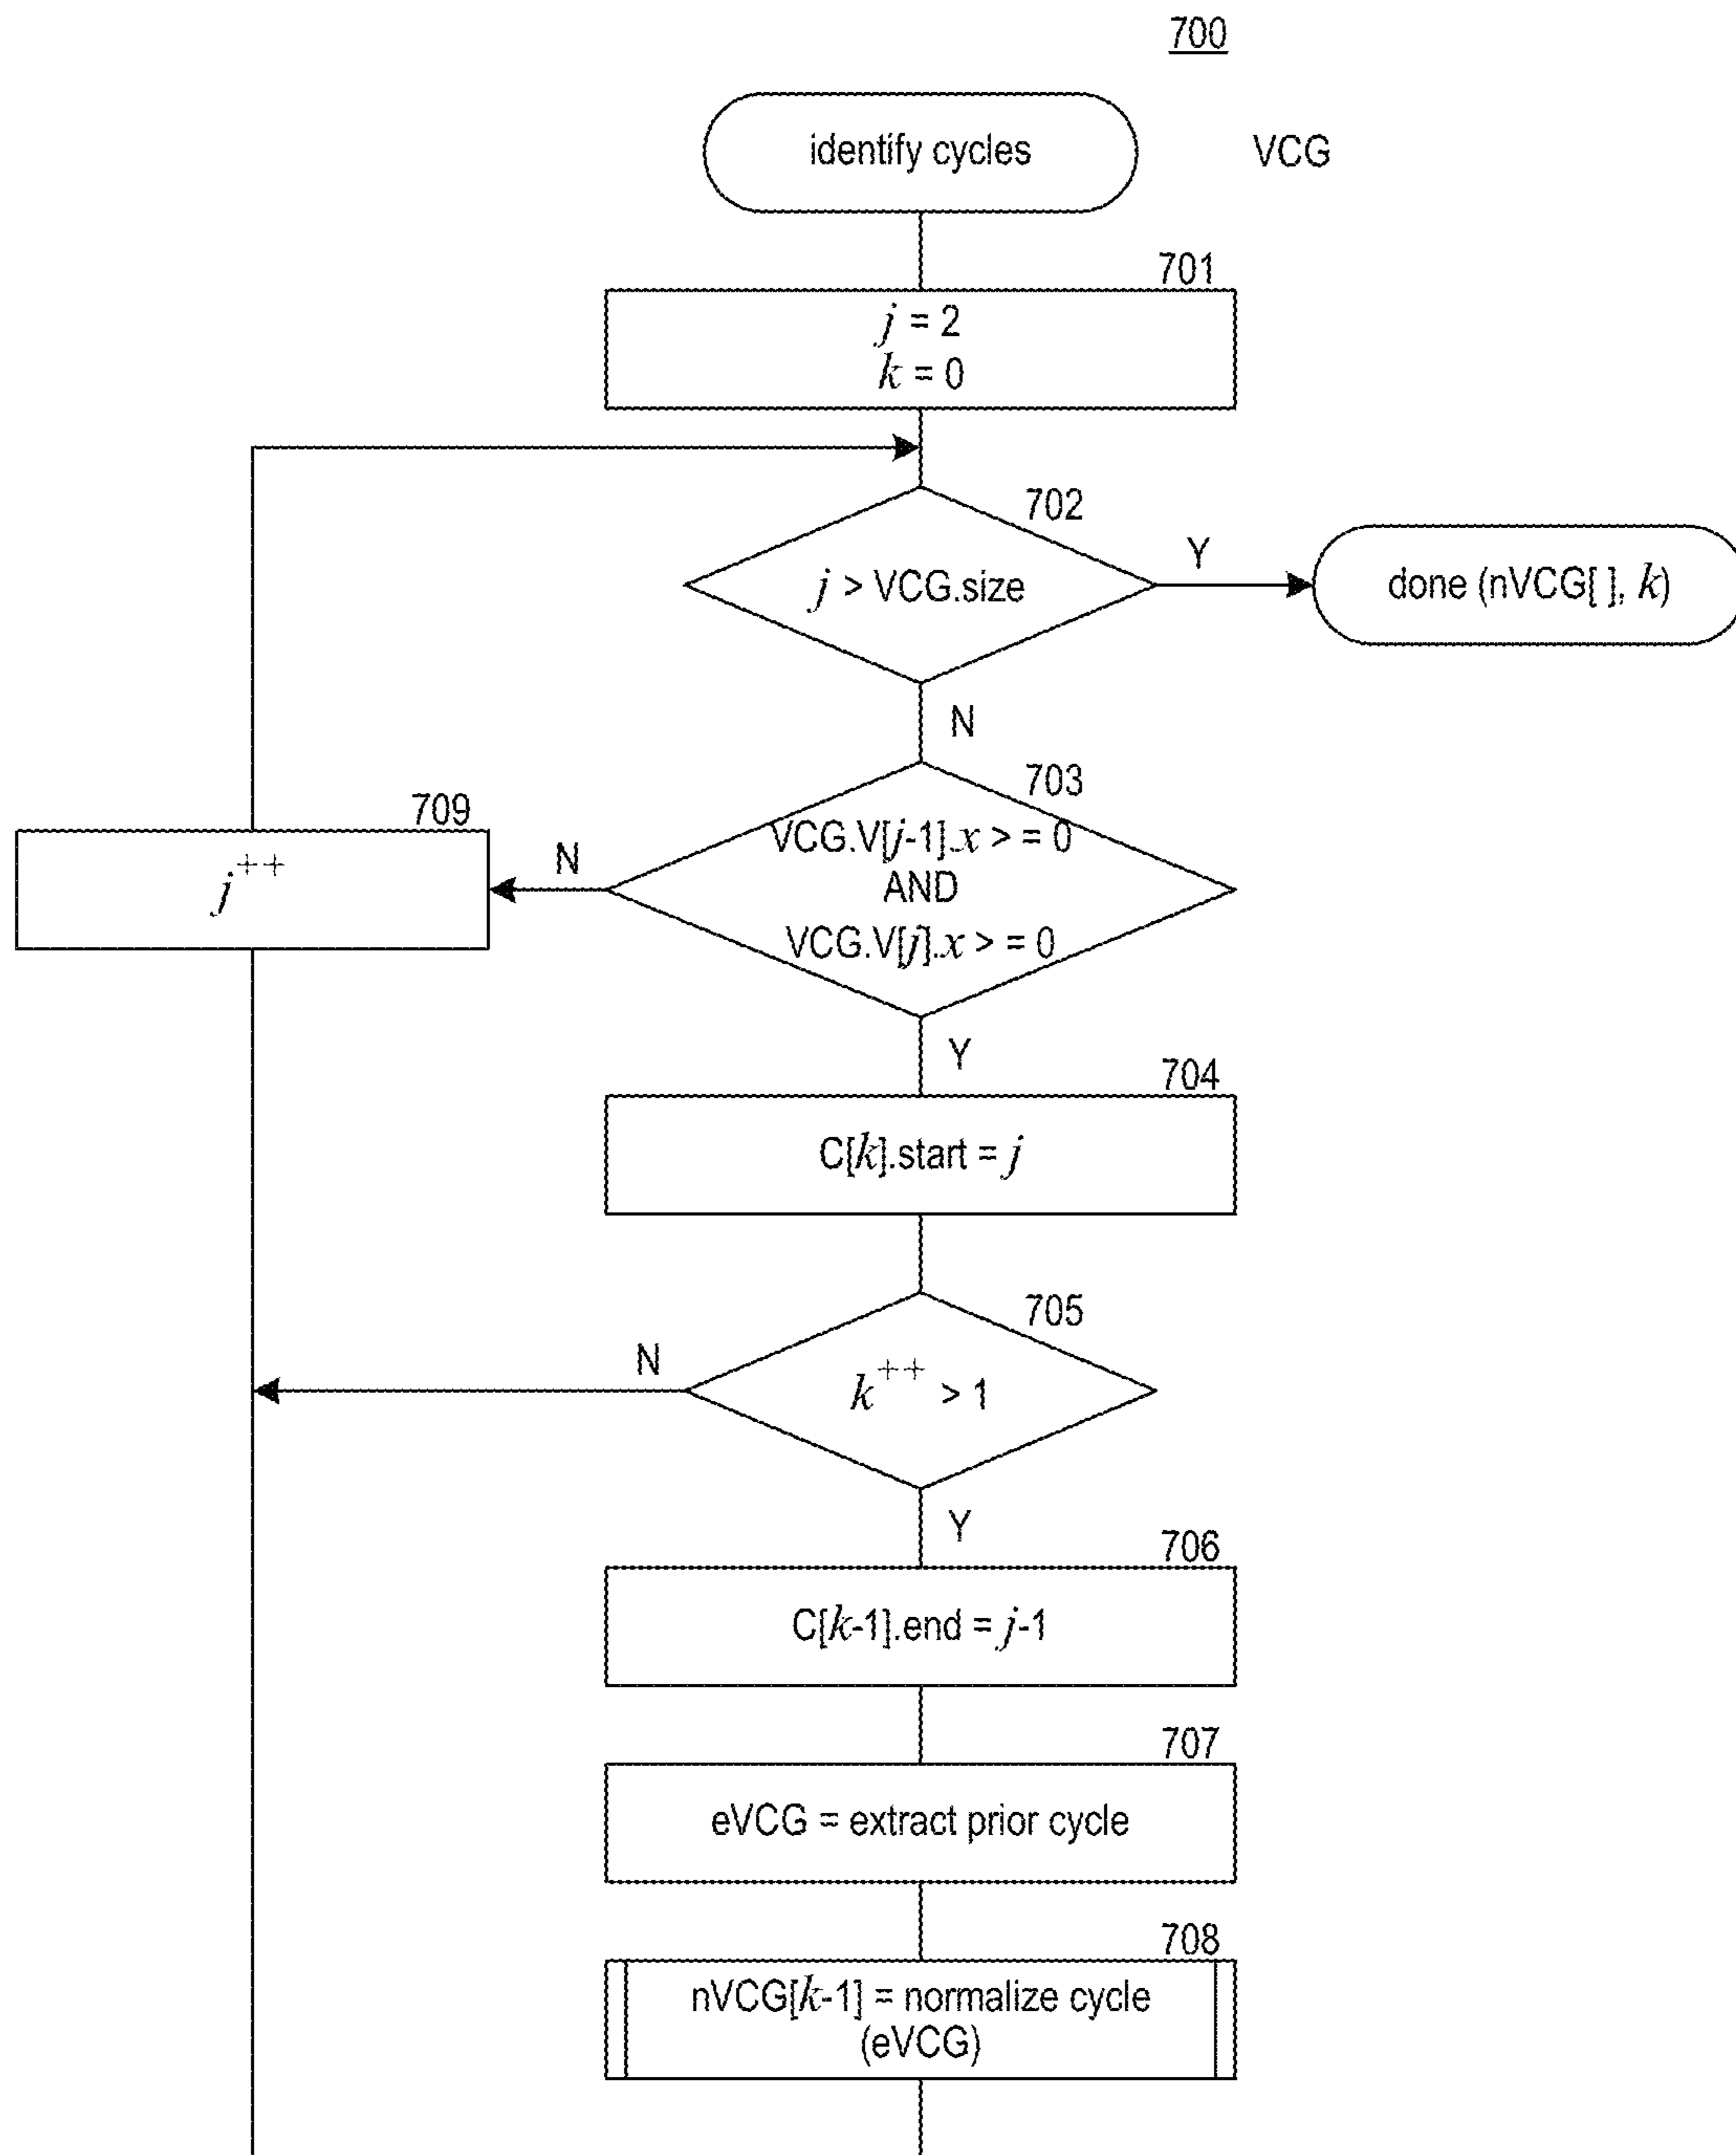 700
identify cycles
VCG
701
j = 2
k = 0
702
j > VCG.size
Y
done (nVCG[ ], k)
N
703
VCG.V[j-1].x > = 0
AND
VCG.V[j].x > = 0
N
709
j++
Y
704
C[k].start = j
705
k++ > 1
N
Y
706
C[k-1].end = j-1
707
eVCG = extract prior cycle
708
nVCG[k-1] = normalize cycle
(eVCG)